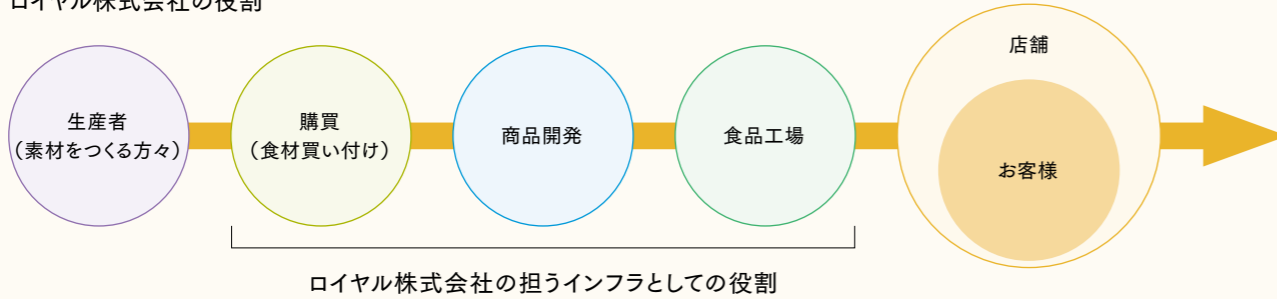 ロイヤル株式会社の役割
生産者
（素材をつくる方々）
購買
（食材買い付け）
商品開発
食品工場
店舗
お客様
ロイヤル株式会社の担うインフラとしての役割